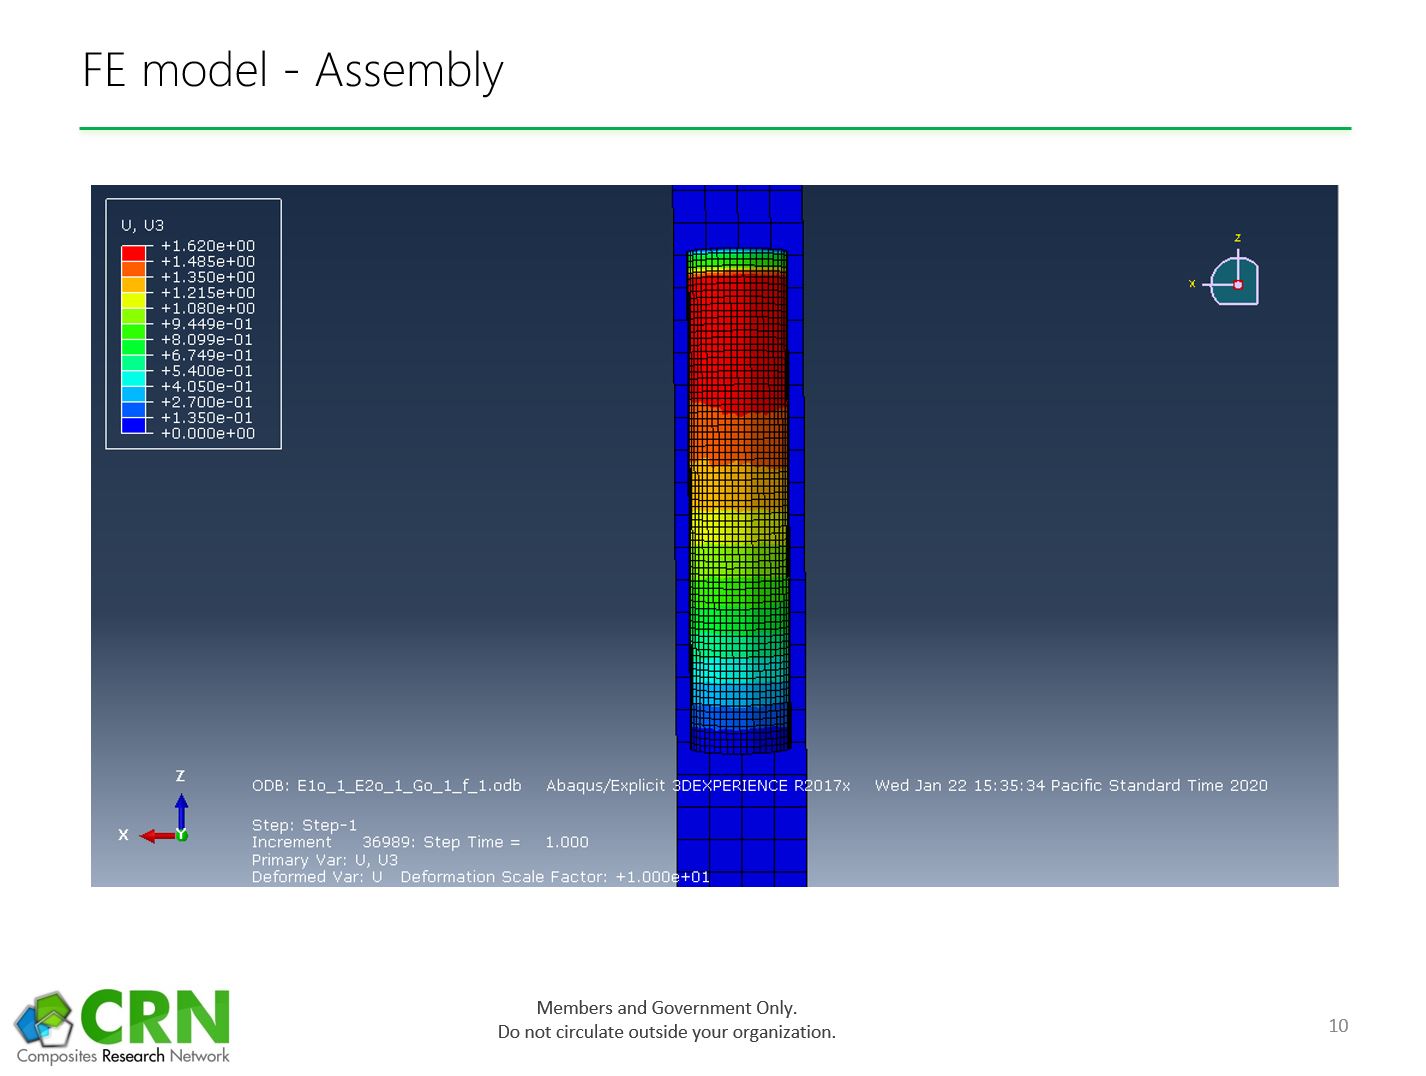 FE model - Assembly
U, U3
+1.620e+00
+1.485e+00
+1.350e+00
+1.215e+00
+1.080e+00
+9.449e-01
+8.099e-01
+6.749e-01
+5.400e-01
+4.050e-01
+2.700e-01
+1.350e-01
+0.000e+00
Z
X
Z
X
Y
ODB: E1o_1_E2o_1_Go_1_f_1.odb Abaqus/Explicit 3DEXPERIENCE R2017x Wed Jan 22 15:35:34 Pacific Standard Time 2020
Step: Step-1
Increment 36989: Step Time = 1.000
Primary Var: U, U3
Deformed Var: U Deformation Scale Factor: +1.000e+01
CRN
Composites Research Network
Members and Government Only.
Do not circulate outside your organization.
10